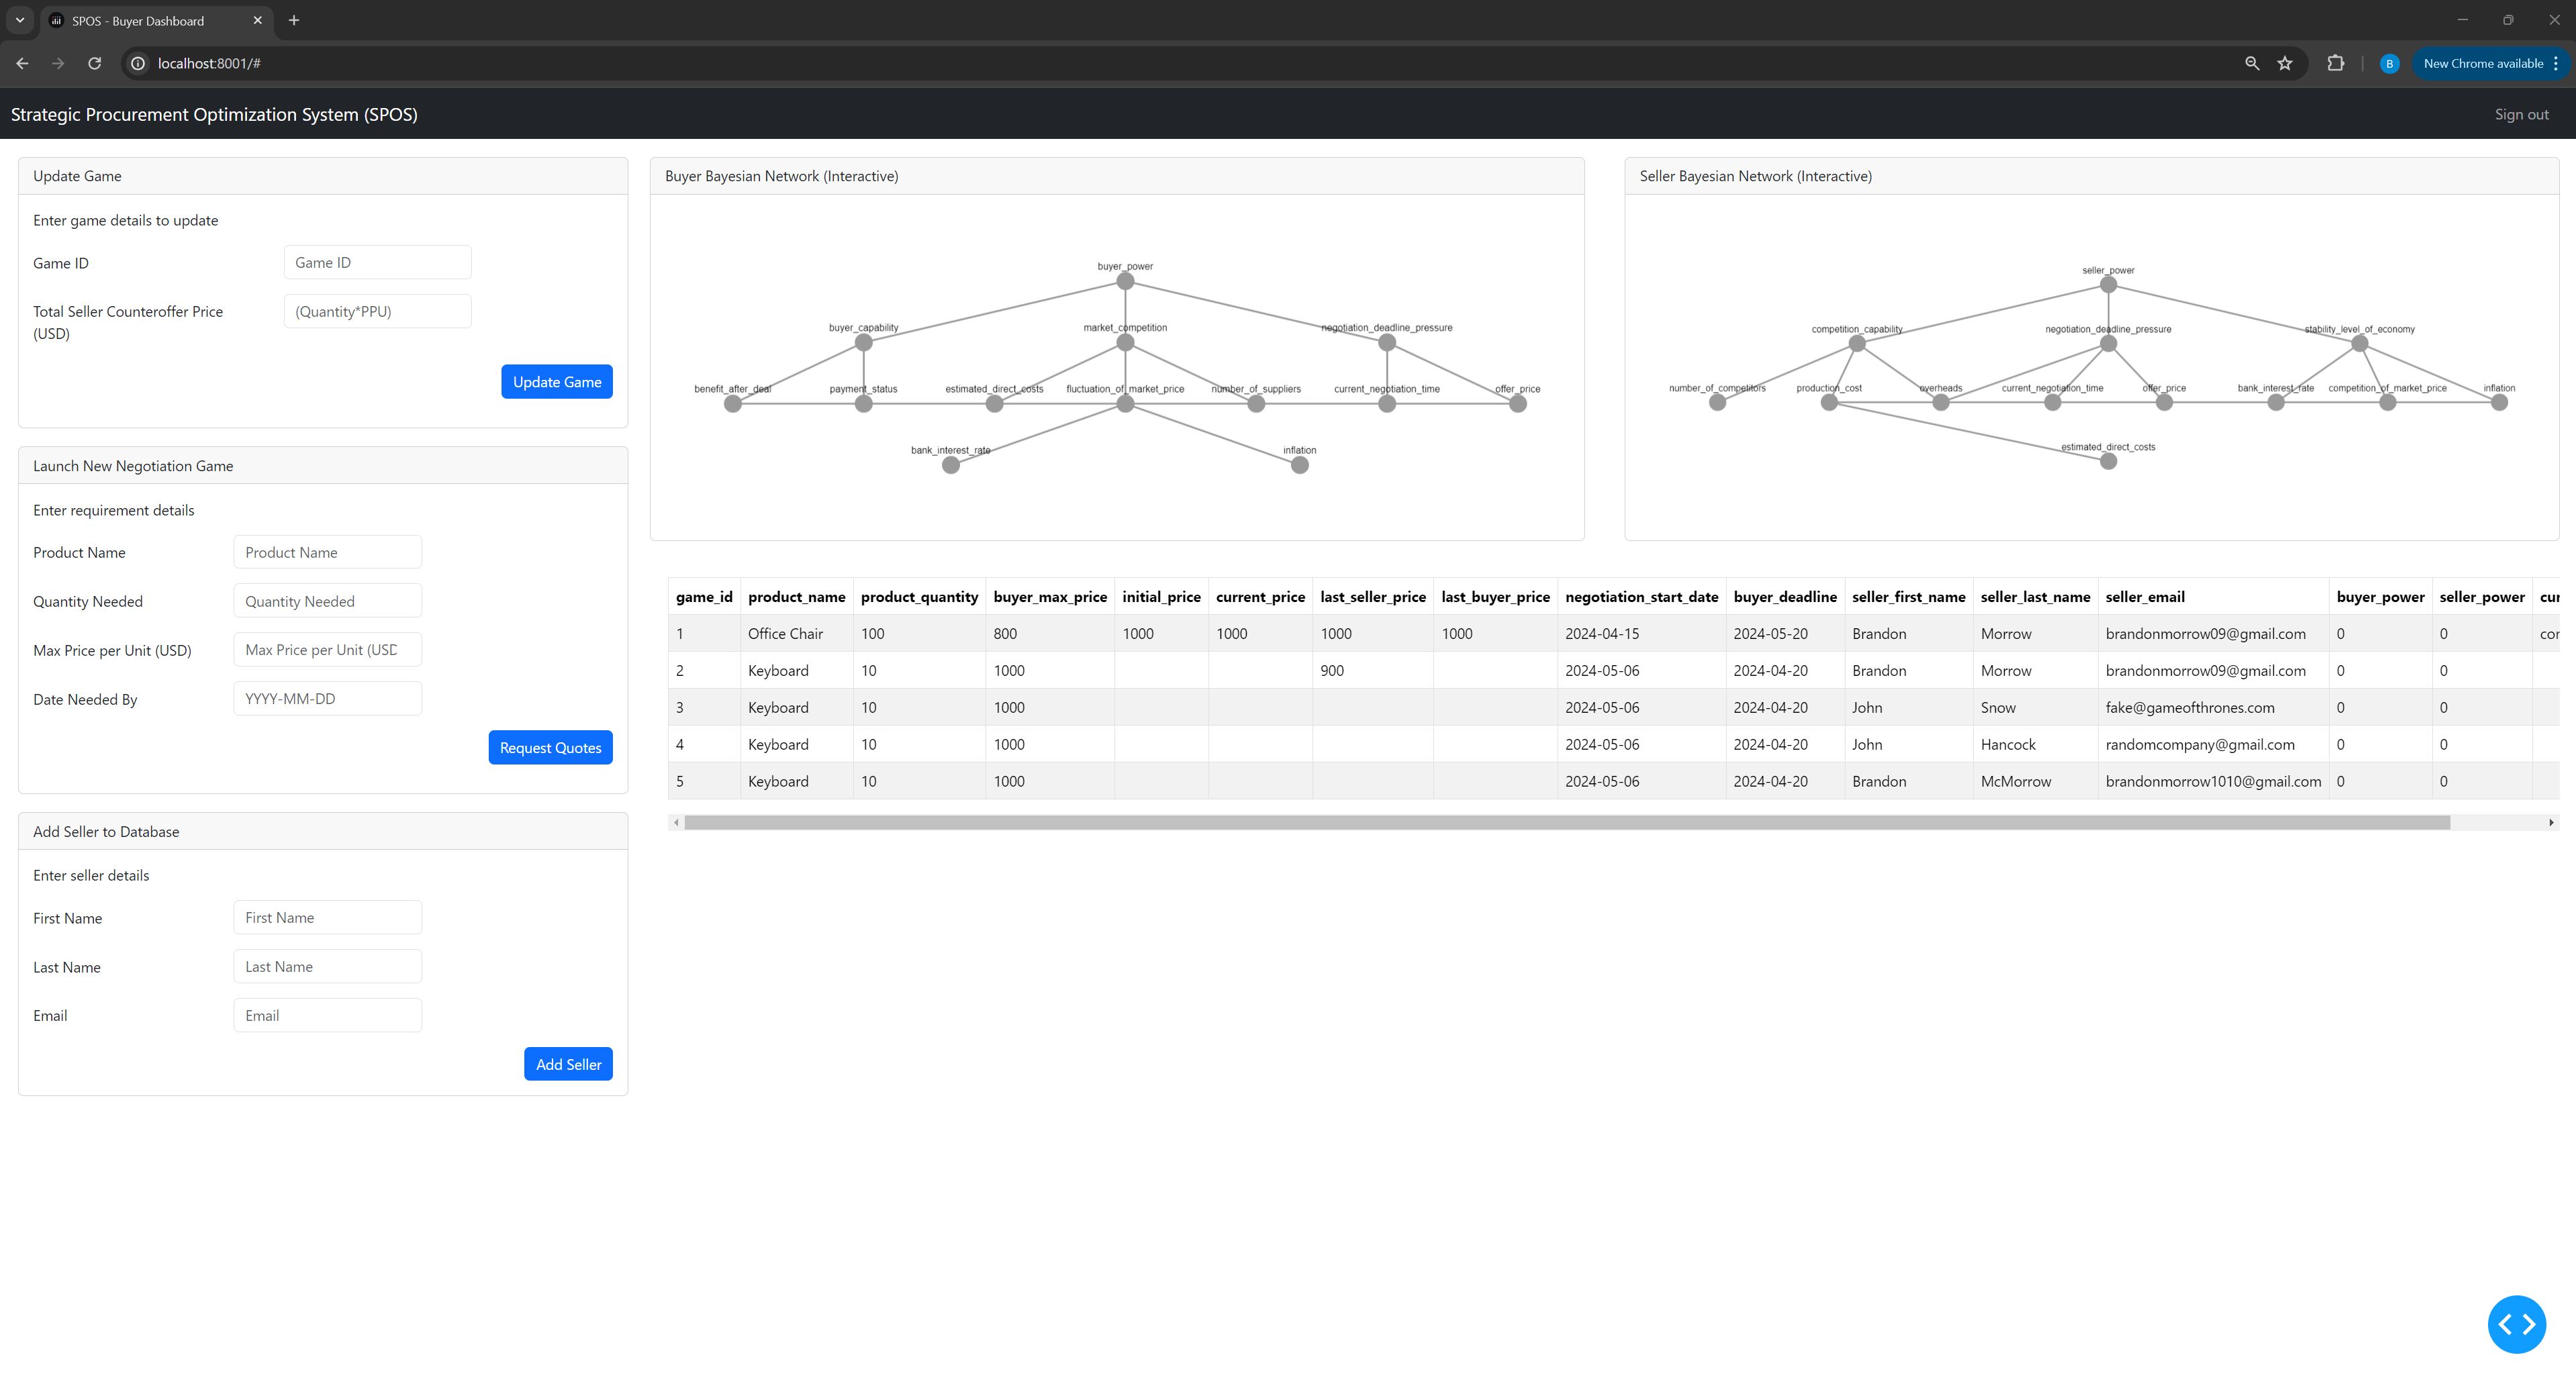 SPOS - Buyer Dashboard
localhost:8001/#
B
New Chrome available
Strategic Procurement Optimization System (SPOS)
Sign out
Update Game
Enter game details to update
Game ID
Game ID
Total Seller Counteroffer Price
(USD)
(Quantity*PPU)
Update Game
Launch New Negotiation Game
Enter requirement details
Product Name
Product Name
Quantity Needed
Quantity Needed
Max Price per Unit (USD)
Max Price per Unit (USD
Date Needed By
YYYY-MM-DD
Request Quotes
Add Seller to Database
Enter seller details
First Name
First Name
Last Name
Last Name
Email
Email
Add Seller
Buyer Bayesian Network (Interactive)
buyer_power
buyer_capability market_competition negotiation_deadline_pressure
benefit_after_deal payment_status estimated_direct_costs fluctuation_of_market_price number_of_suppliers current_negotiation_time offer_price
bank_interest_rate inflation
Seller Bayesian Network (Interactive)
seller_power
competition_capability negotiation_deadline_pressure stability_level_of_economy
number_of_competitors production_cost overheads current_negotiation_time offer_price bank_interest_rate competition_of_market_price inflation
estimated_direct_costs
game_id product_name product_quantity buyer_max_price initial_price current_price last_seller_price last_buyer_price negotiation_start_date buyer_deadline seller_first_name seller_last_name seller_email buyer_power seller_power cur
1 Office Chair 100 800 1000 1000 1000 1000 2024-04-15 2024-05-20 Brandon Morrow brandonmorrow09@gmail.com 0 0 cor
2 Keyboard 10 1000 900 2024-05-06 2024-04-20 Brandon Morrow brandonmorrow09@gmail.com 0 0
3 Keyboard 10 1000 2024-05-06 2024-04-20 John Snow fake@gameofthrones.com 0 0
4 Keyboard 10 1000 2024-05-06 2024-04-20 John Hancock randomcompany@gmail.com 0 0
5 Keyboard 10 1000 2024-05-06 2024-04-20 Brandon McMorrow brandonmorrow1010@gmail.com 0 0